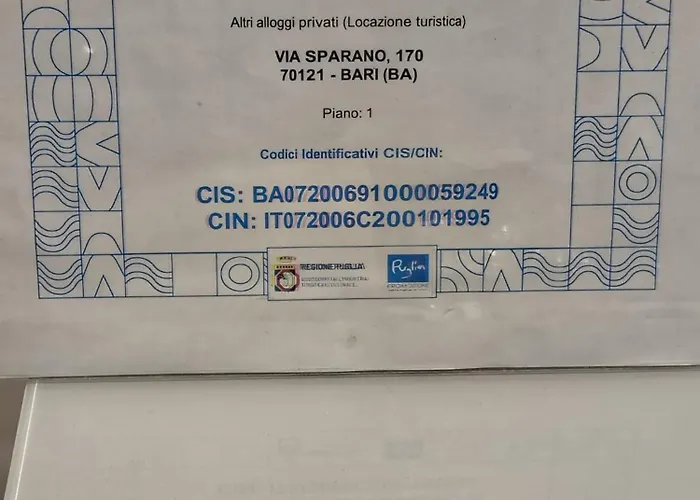 Altri alloggi privati (Locazione turistica)
VIA SPARANO, 170
70121 - BARI (BA)
Piano: 1
Codici Identificativi CIS/CIN:
CIS: BA07200691000059249
CIN: IT072006C200101995
REGIONE PUGLIA
Puglia